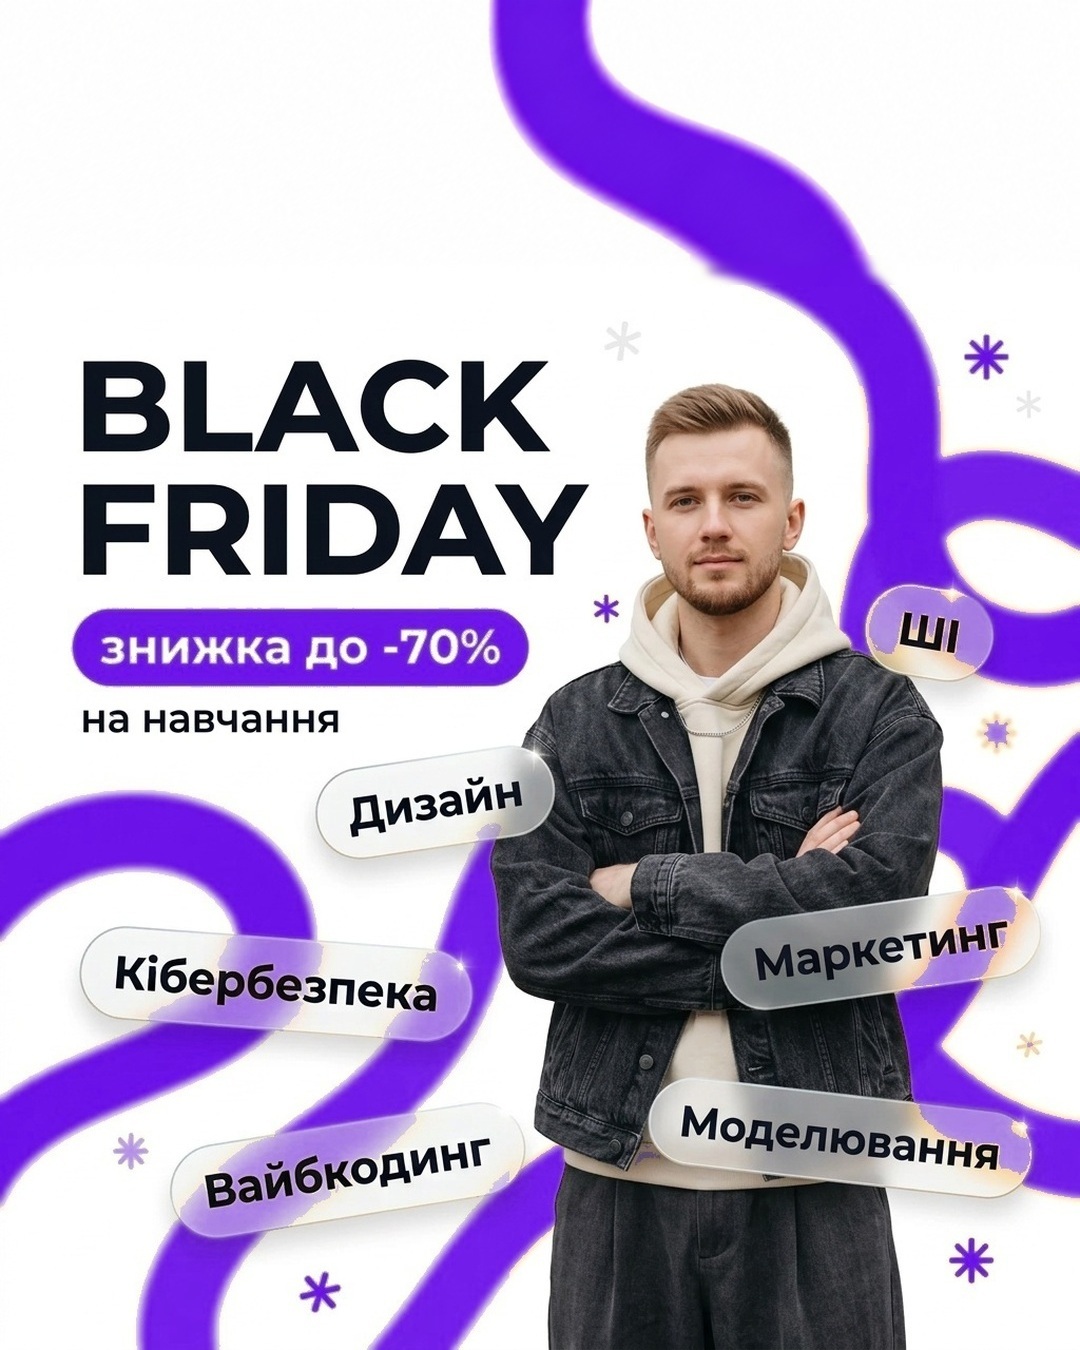 BLACK
FRIDAY
знижка до -70%
на навчання
ШІ
Дизайн
Маркетинг
Кібербезпека
Моделювання
Вайбкодинг